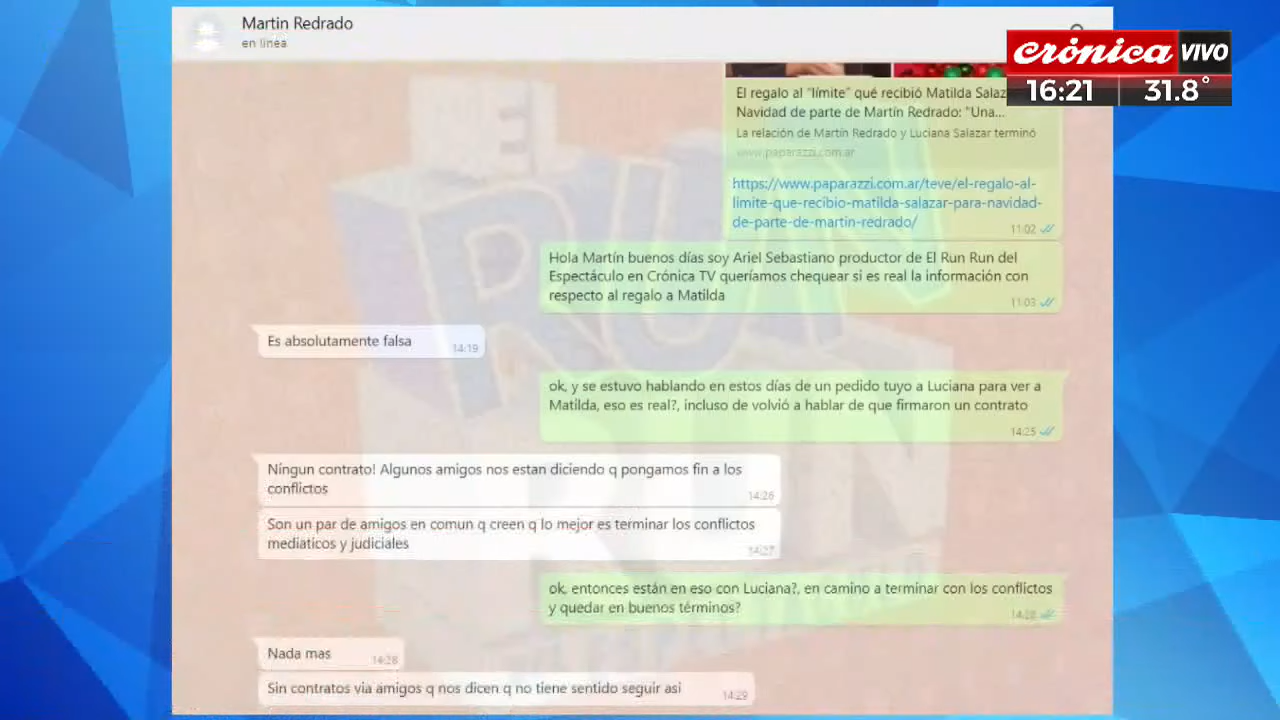 Martin Redrado
en línea
crónica VIVO
16:21 31.8°
El regalo al "límite" qué recibió Matilda Salaz
Navidad de parte de Martín Redrado: "Una...
La relación de Martín Redrado y Luciana Salazar terminó
www.paparazzi.com.ar
https://www.paparazzi.com.ar/teve/el-regalo-al-
limite-que-recibio-matilda-salazar-para-navidad-
de-parte-de-martin-redrado/
11:02
Hola Martín buenos días soy Ariel Sebastiano productor de El Run Run del
Espectáculo en Crónica TV queríamos chequear si es real la información con
respecto al regalo a Matilda
11:03
Es absolutamente falsa
14:19
ok, y se estuvo hablando en estos días de un pedido tuyo a Luciana para ver a
Matilda, eso es real?, incluso de volvió a hablar de que firmaron un contrato
14:25
Níngun contrato! Algunos amigos nos estan diciendo q pongamos fin a los
conflictos
14:26
Son un par de amigos en comun q creen q lo mejor es terminar los conflictos
mediaticos y judiciales
14:27
ok, entonces están en eso con Luciana?, en camino a terminar con los conflictos
y quedar en buenos términos?
14:28
Nada mas
14:28
Sin contratos via amigos q nos dicen q no tiene sentido seguir asi
14:29
E
RUN
RUN